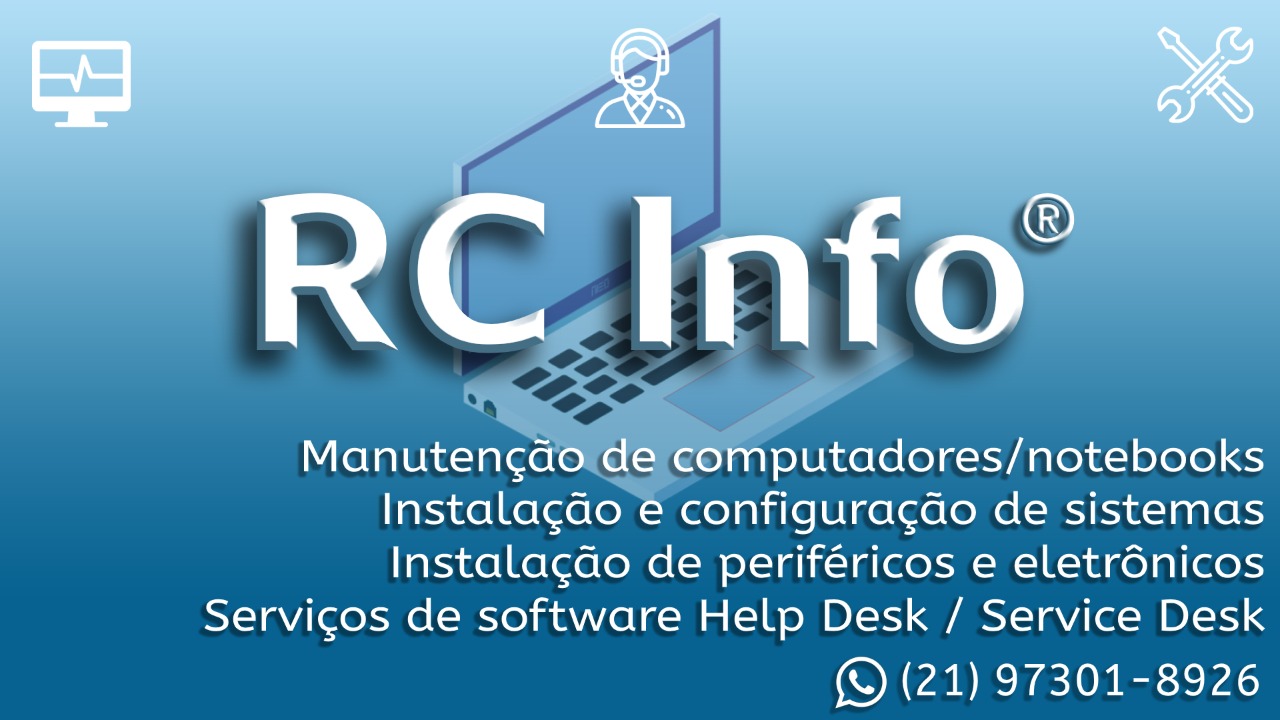 RC Info®
Manutenção de computadores/notebooks
Instalação e configuração de sistemas
Instalação de periféricos e eletrônicos
Serviços de software Help Desk / Service Desk
(21) 97301-8926